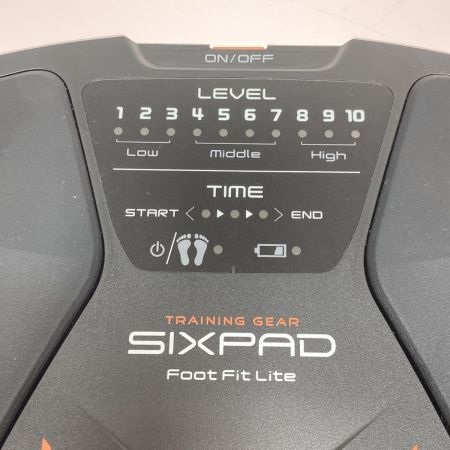 ON/OFF
LEVEL
1 2 3 4 5 6 7 8 9 10
Low Middle High
TIME
START END
TRAINING GEAR
SIXPAD
Foot Fit Lite